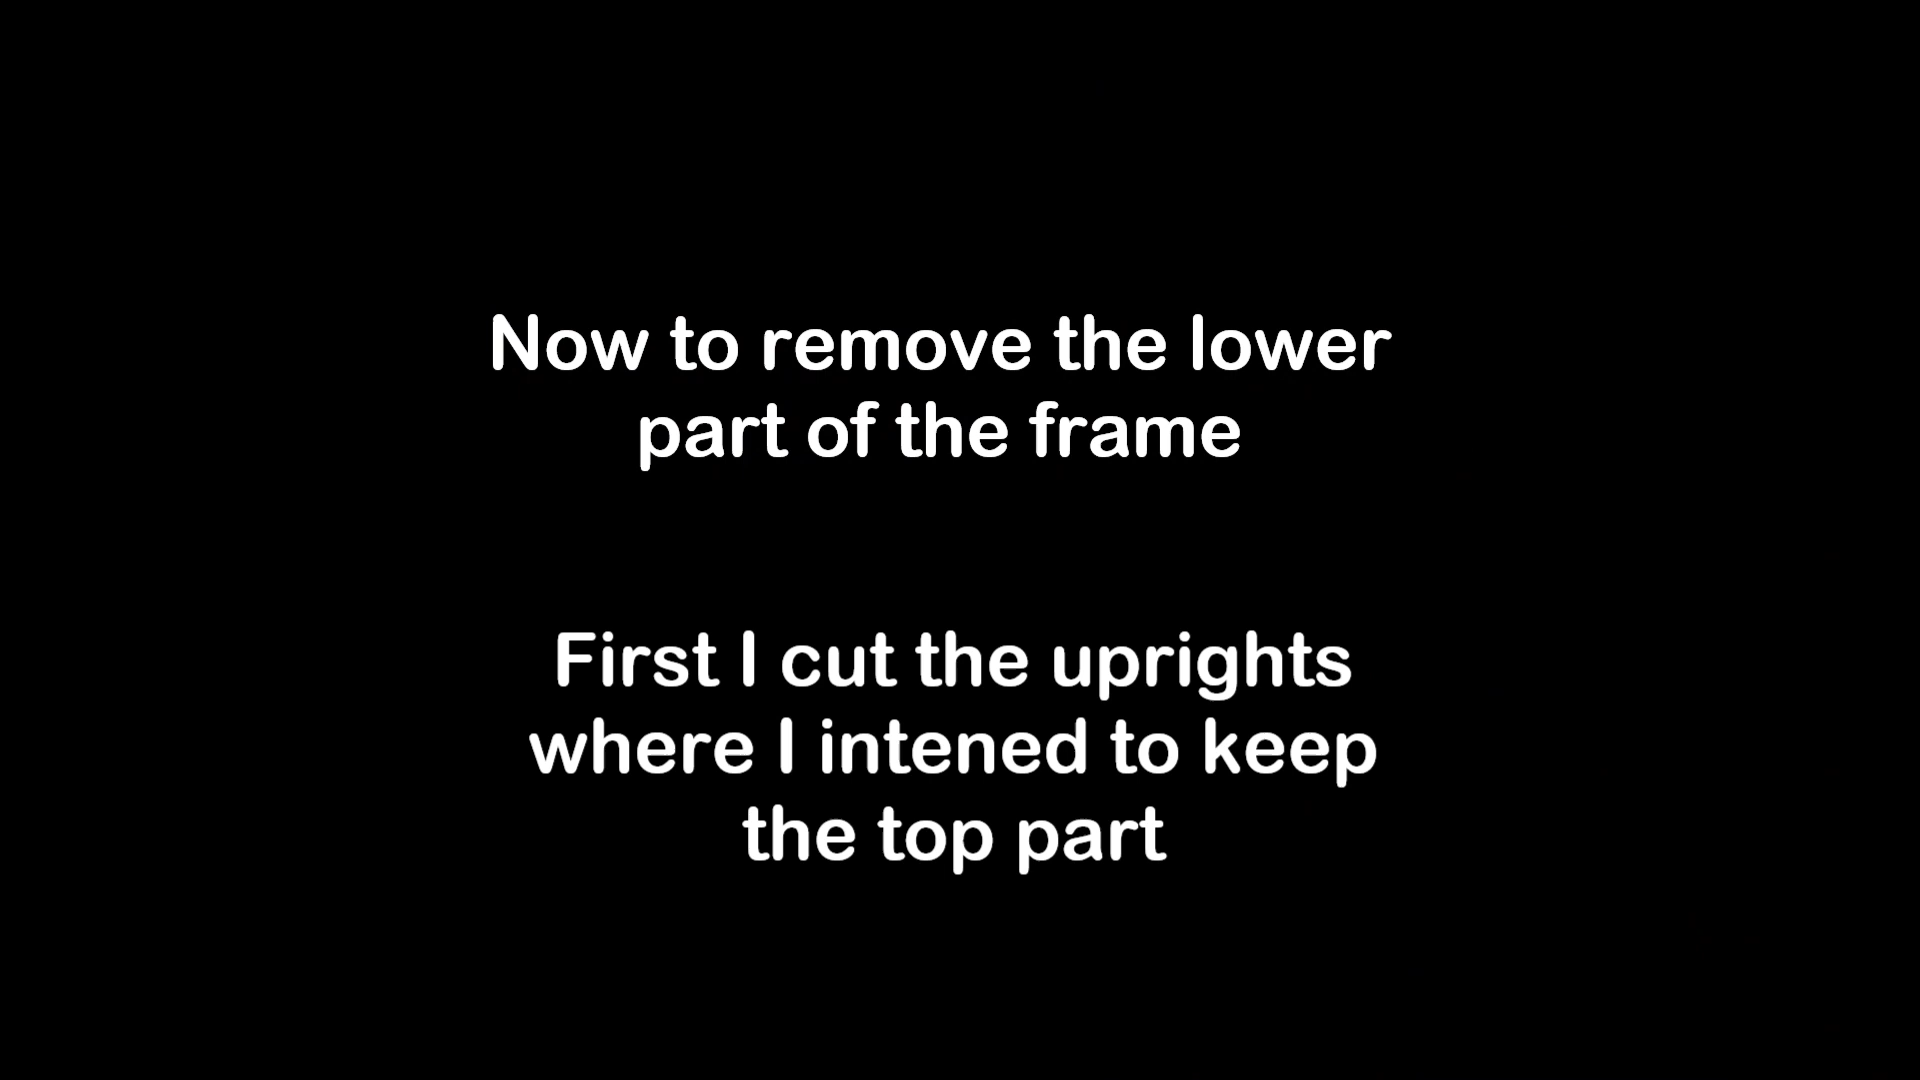 Now to remove the lower
part of the frame
First I cut the uprights
where I intened to keep
the top part